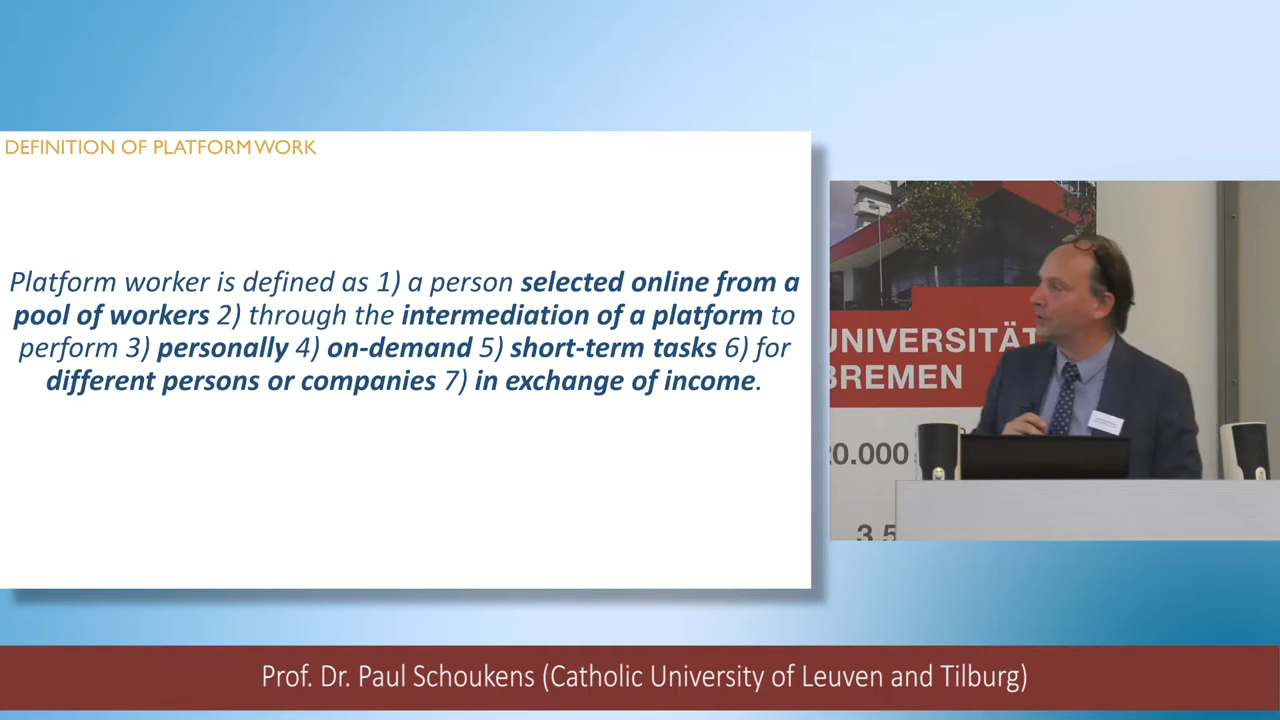 DEFINITION OF PLATFORM WORK
Platform worker is defined as 1) a person selected online from a
pool of workers 2) through the intermediation of a platform to
perform 3) personally 4) on-demand 5) short-term tasks 6) for
different persons or companies 7) in exchange of income.
UNIVERSITÄT
BREMEN
20.000
3.5
Prof. Dr. Paul Schoukens (Catholic University of Leuven and Tilburg)